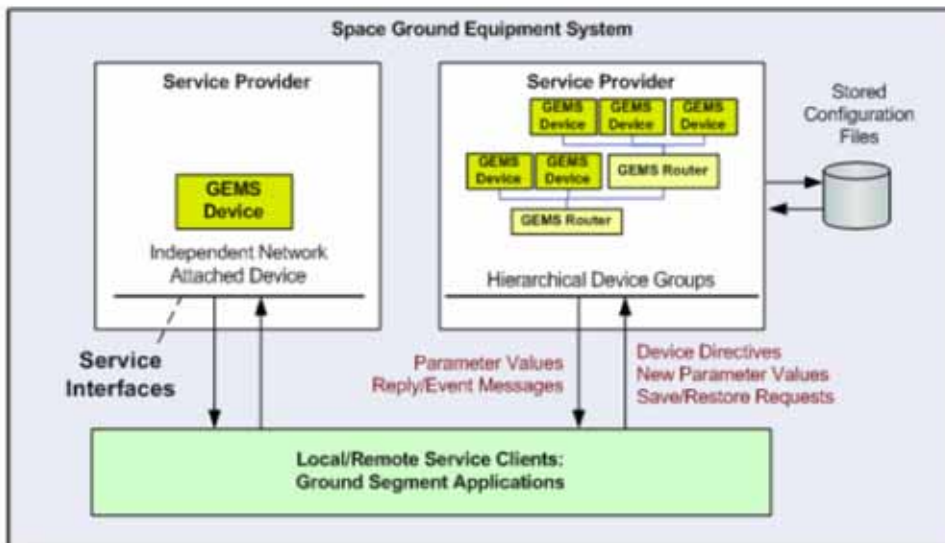 Space Ground Equipment System
Service Provider
GEMS
Device
Independent Network
Attached Device
Service
Interfaces
Service Provider
GEMS
Device
GEMS
Device
GEMS
Device
GEMS
Device
GEMS
Device
GEMS Router
GEMS Router
Hierarchical Device Groups
Stored
Configuration
Files
Parameter Values
Reply/Event Messages
Device Directives
New Parameter Values
Save/Restore Requests
Local/Remote Service Clients:
Ground Segment Applications